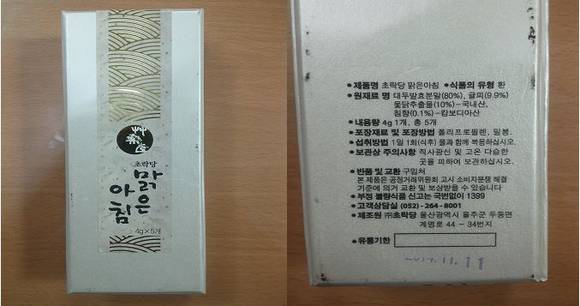 초락당
맑은
아침
4g×5개
•제품명 초락당 맑은아침 •식품의 유형 환
•원재료명 대두발효분말(80%), 귤피(9.9%)
옻닭추출물(10%)-국내산,
침향(0.1%)-캄보디아산
•내용량 4g 1개, 총 5개
•포장재료 및 포장방법 폴리프로필렌, 밀봉.
•섭취방법 1일 1회(식후) 물과 함께 복용하십시오.
•보관상 주의사항 직사광선 및 고온 다습한
곳을 피하여 보관하십시오.
•반품 및 교환 구입처
본 제품은 공정거래위원회 고시 소비자분쟁 해결
기준에 의거 교환 및 보상받을 수 있습니다
•부정 불량식품 신고는 국번없이 1399
•고객상담실 (052)-264-8001
•제조원 ㈜초락당 울산광역시 울주군 두동면
계명로 44-34번지
•유통기한
11.11